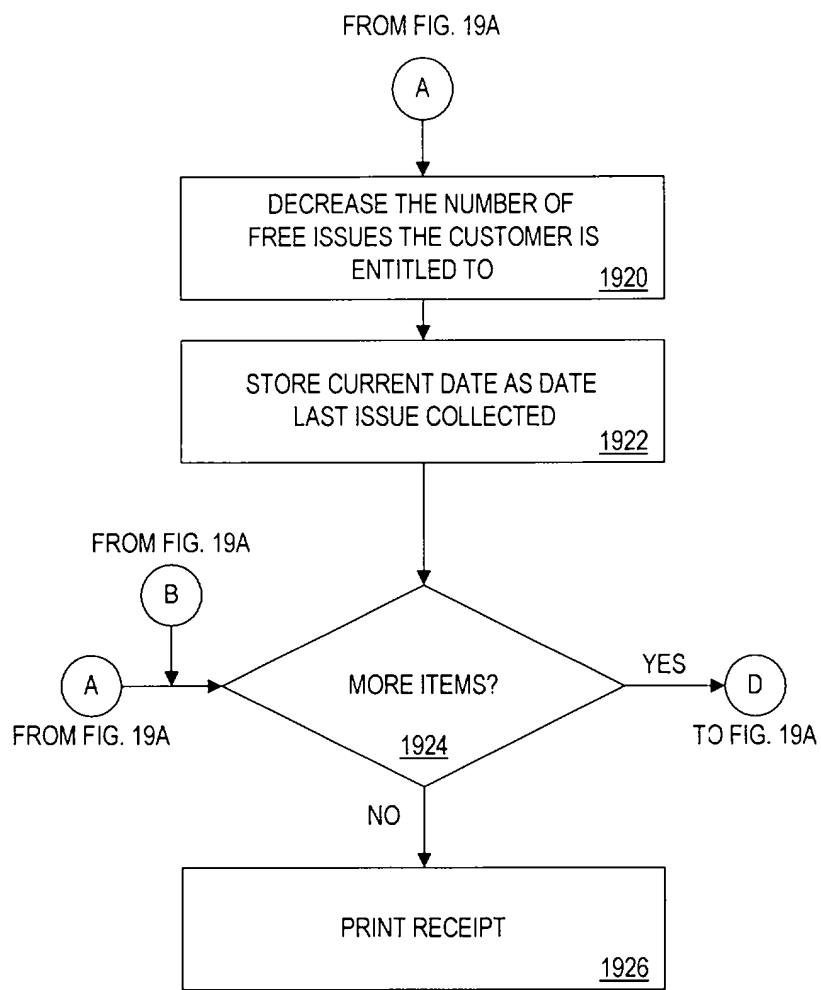 FROM FIG. 19A
A
DECREASE THE NUMBER OF
FREE ISSUES THE CUSTOMER IS
ENTITLED TO
1920
STORE CURRENT DATE AS DATE
LAST ISSUE COLLECTED
1922
FROM FIG. 19A
B
A
FROM FIG. 19A
MORE ITEMS?
1924
YES
D
TO FIG. 19A
NO
PRINT RECEIPT
1926